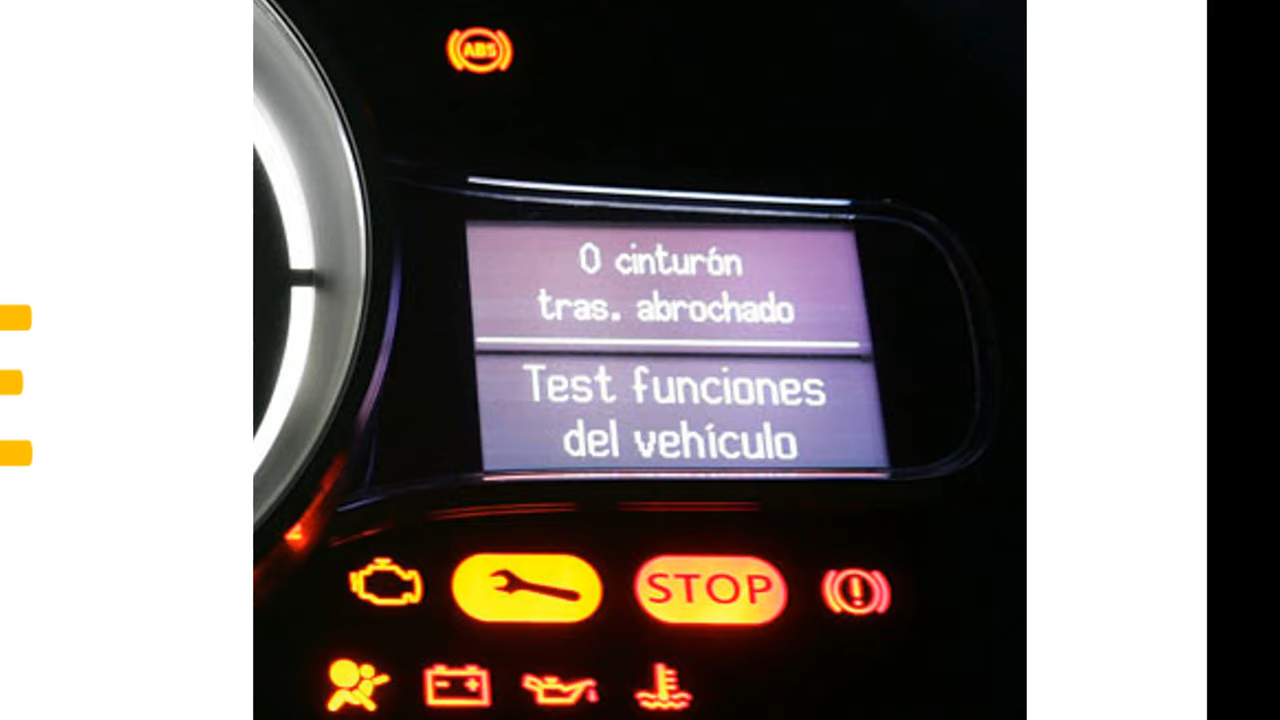 ABS
0 cinturón
tras. abrochado
Test funciones
del vehículo
STOP